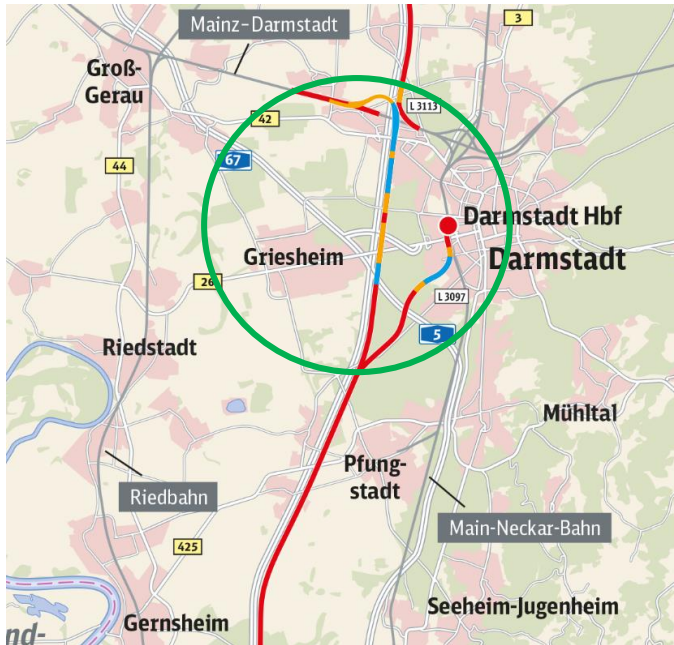 Mainz-Darmstadt
3
Groß-
Gerau
L 3113
42
67
44
Darmstadt Hbf
Griesheim
Darmstadt
26
L 3097
5
Riedstadt
Mühltal
Pfung-
stadt
Riedbahn
Main-Neckar-Bahn
425
Seeheim-Jugenheim
Gernsheim
nd-